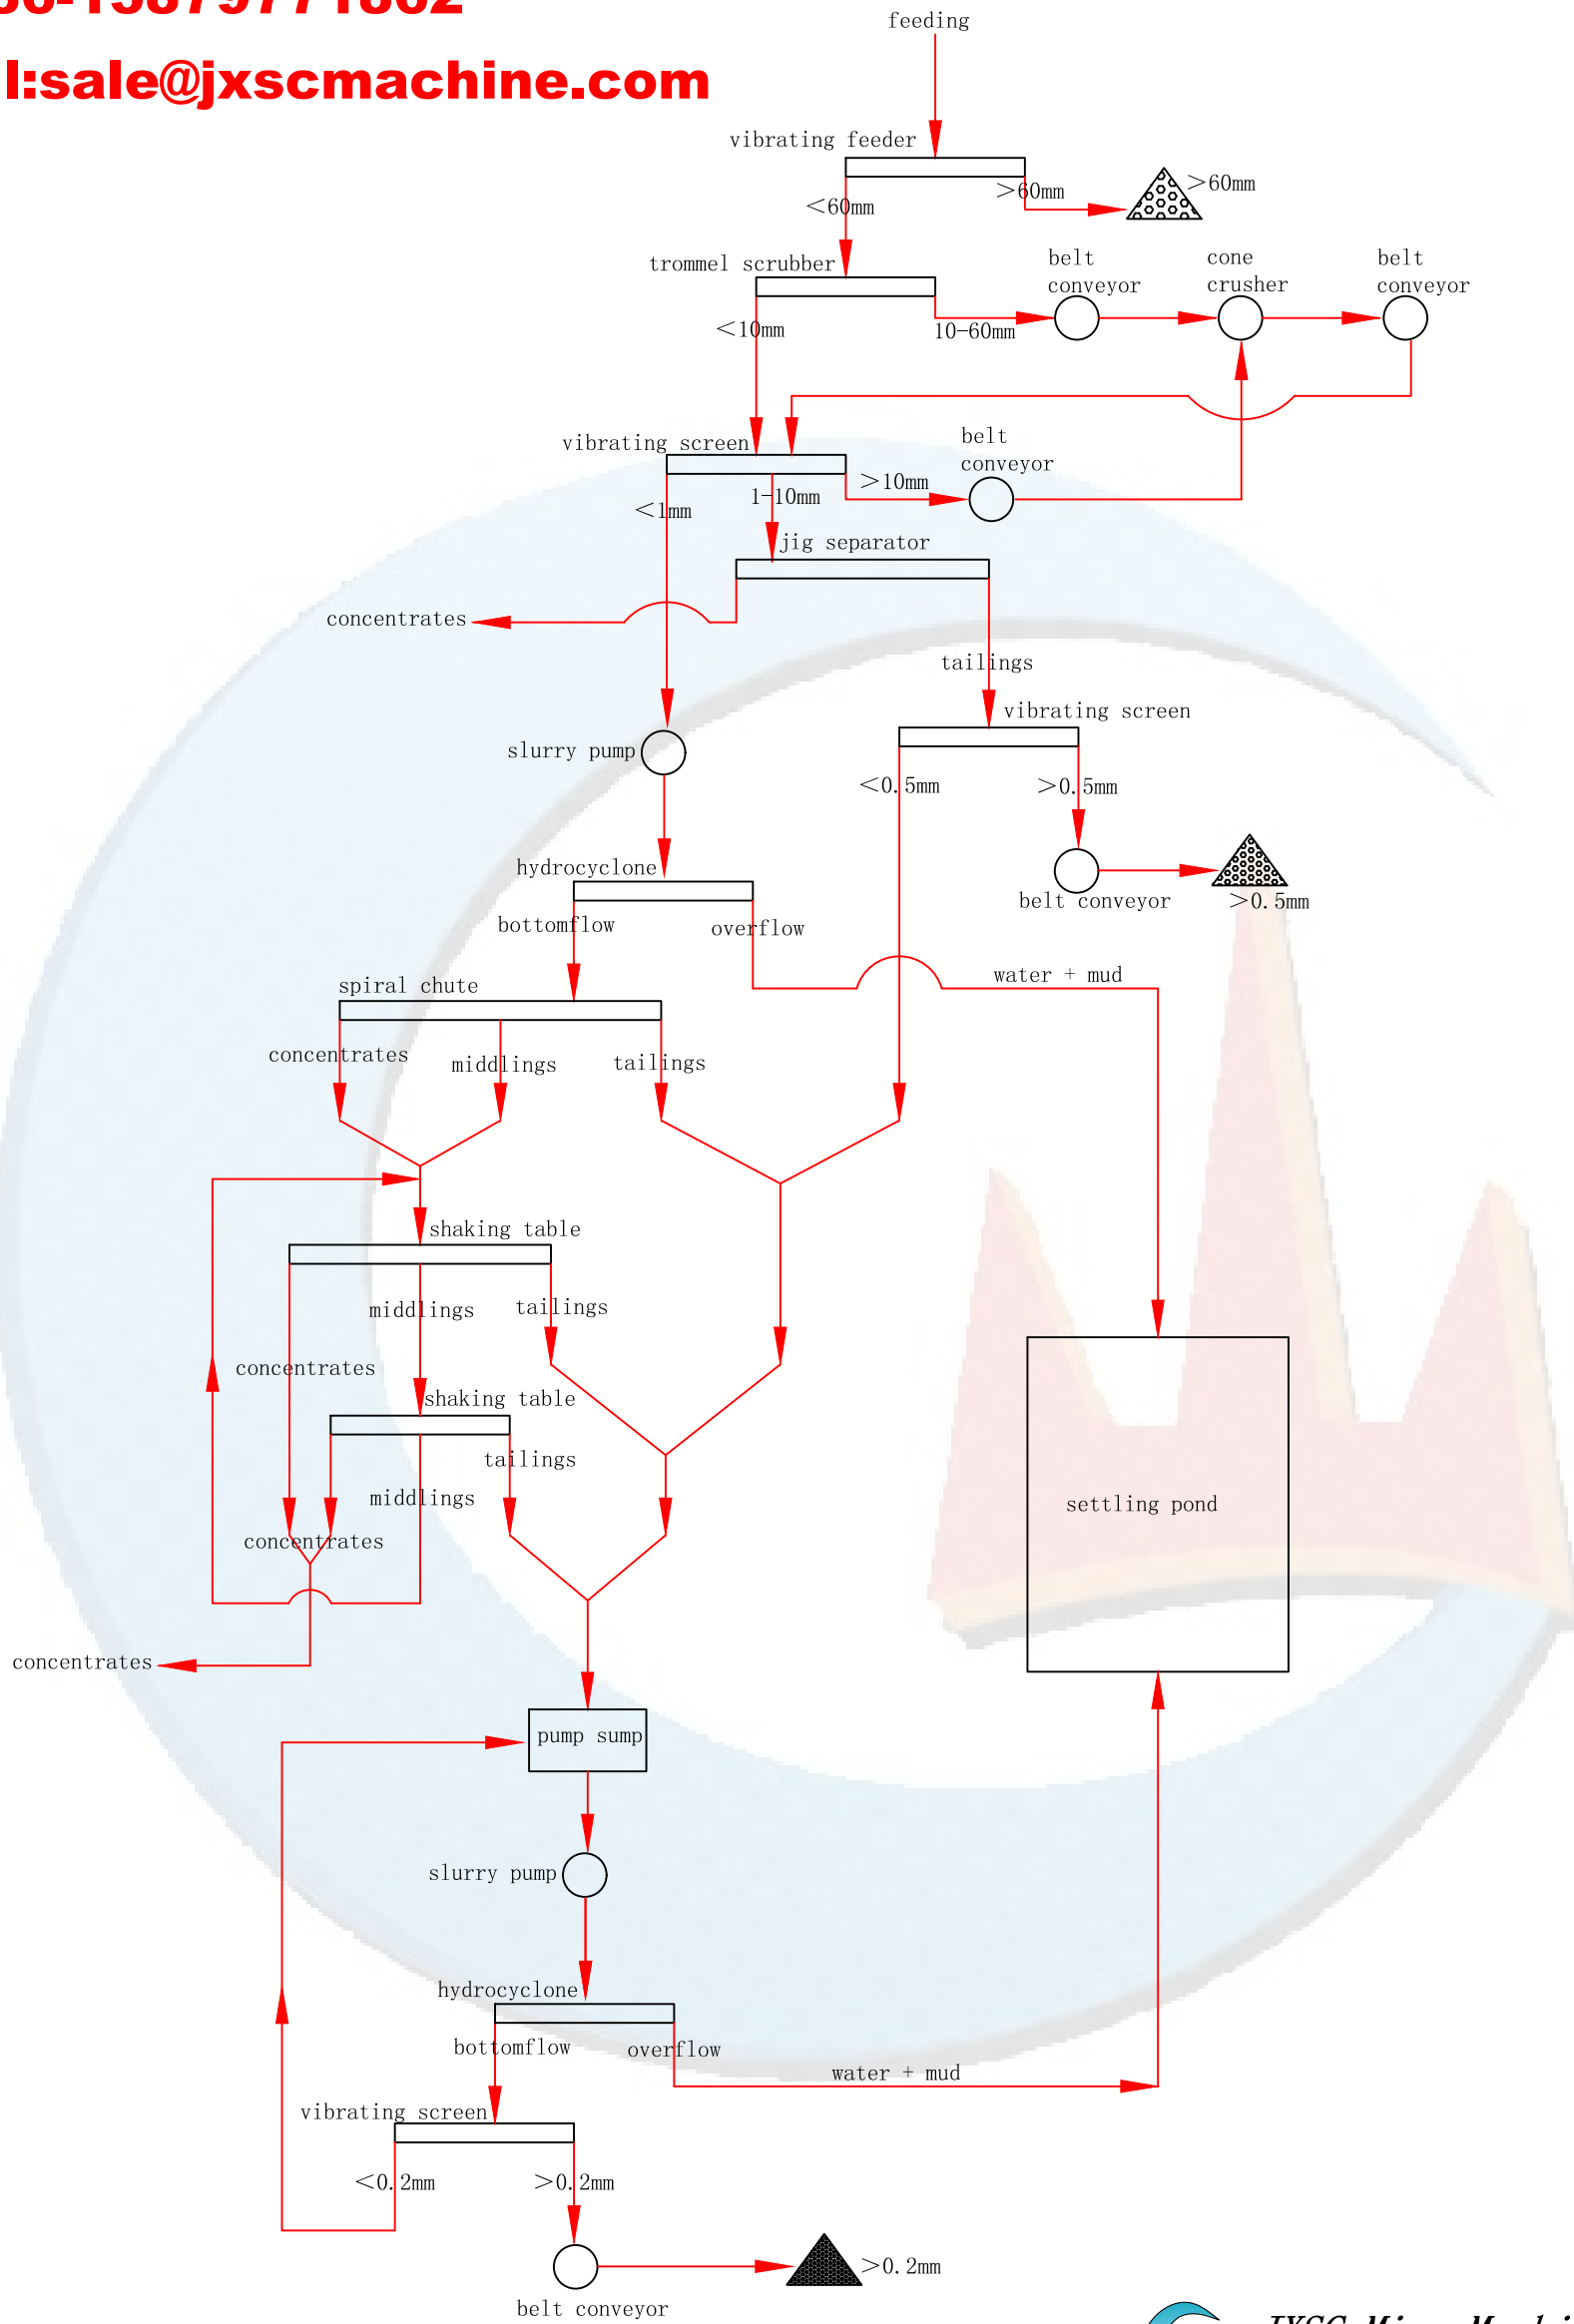 86-13879771862
l:sale@jxscmachine.com
feeding
vibrating feeder
>60mm
>60mm
<60mm
trommel scrubber
belt
conveyor
cone
crusher
belt
conveyor
<10mm
10-60mm
vibrating screen
belt
conveyor
>10mm
1-10mm
<1mm
jig separator
concentrates
tailings
vibrating screen
slurry pump
<0.5mm
>0.5mm
hydrocyclone
belt conveyor
>0.5mm
bottomflow
overflow
water + mud
spiral chute
concentrates
middlings
tailings
shaking table
middlings
tailings
concentrates
shaking table
tailings
middlings
settling pond
concentrates
concentrates
pump sump
slurry pump
hydrocyclone
bottomflow
overflow
water + mud
vibrating screen
<0.2mm
>0.2mm
>0.2mm
belt conveyor